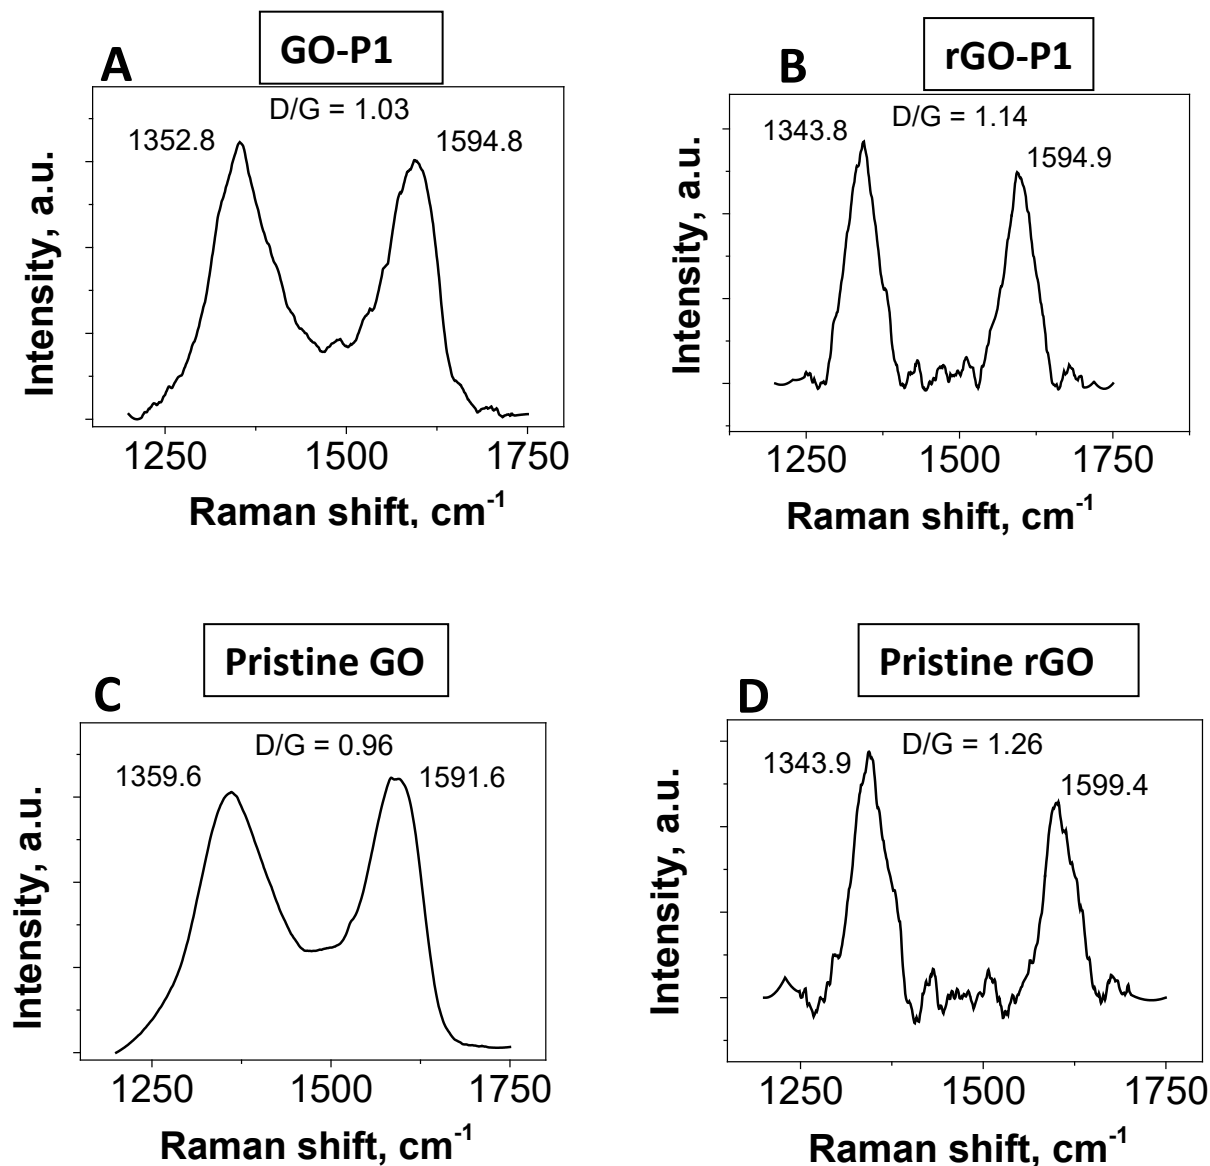 A
GO-P1
D/G = 1.03
1352.8
1594.8
Intensity, a.u.
1250
1500
1750
Raman shift, cm-1
B
rGO-P1
D/G = 1.14
1343.8
1594.9
Intensity, a.u.
1250
1500
1750
Raman shift, cm-1
C
Pristine GO
D/G = 0.96
1359.6
1591.6
Intensity, a.u.
1250
1500
1750
Raman shift, cm-1
D
Pristine rGO
D/G = 1.26
1343.9
1599.4
Intensity, a.u.
1250
1500
1750
Raman shift, cm-1